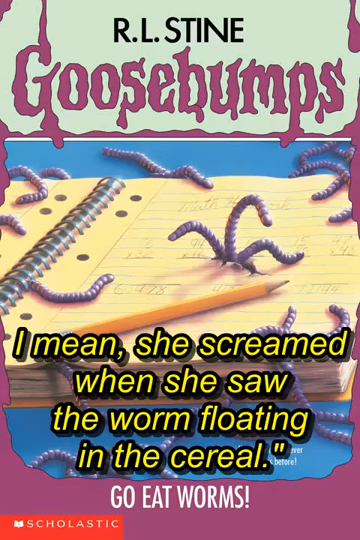 R.L. STINE
Goosebumps
I mean, she screamed
when she saw
the worm floating
in the cereal."
GO EAT WORMS!
SCHOLASTIC